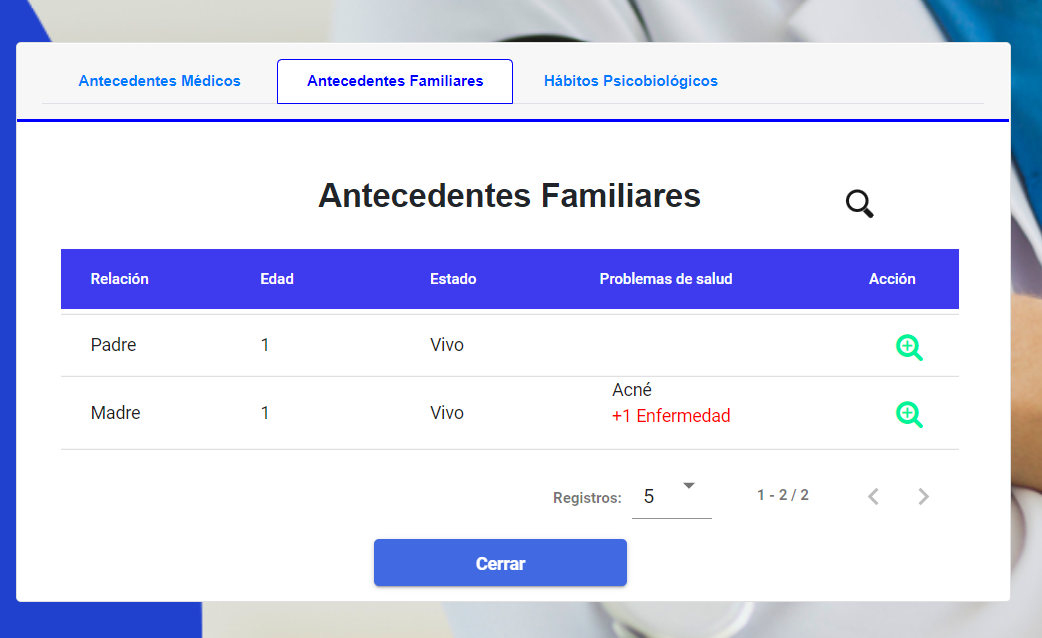 Antecedentes Médicos Antecedentes Familiares Hábitos Psicobiológicos
Antecedentes Familiares
Relación Edad Estado Problemas de salud Acción
Padre 1 Vivo
Madre 1 Vivo Acné
+1 Enfermedad
Registros: 5 1 - 2 / 2
Cerrar